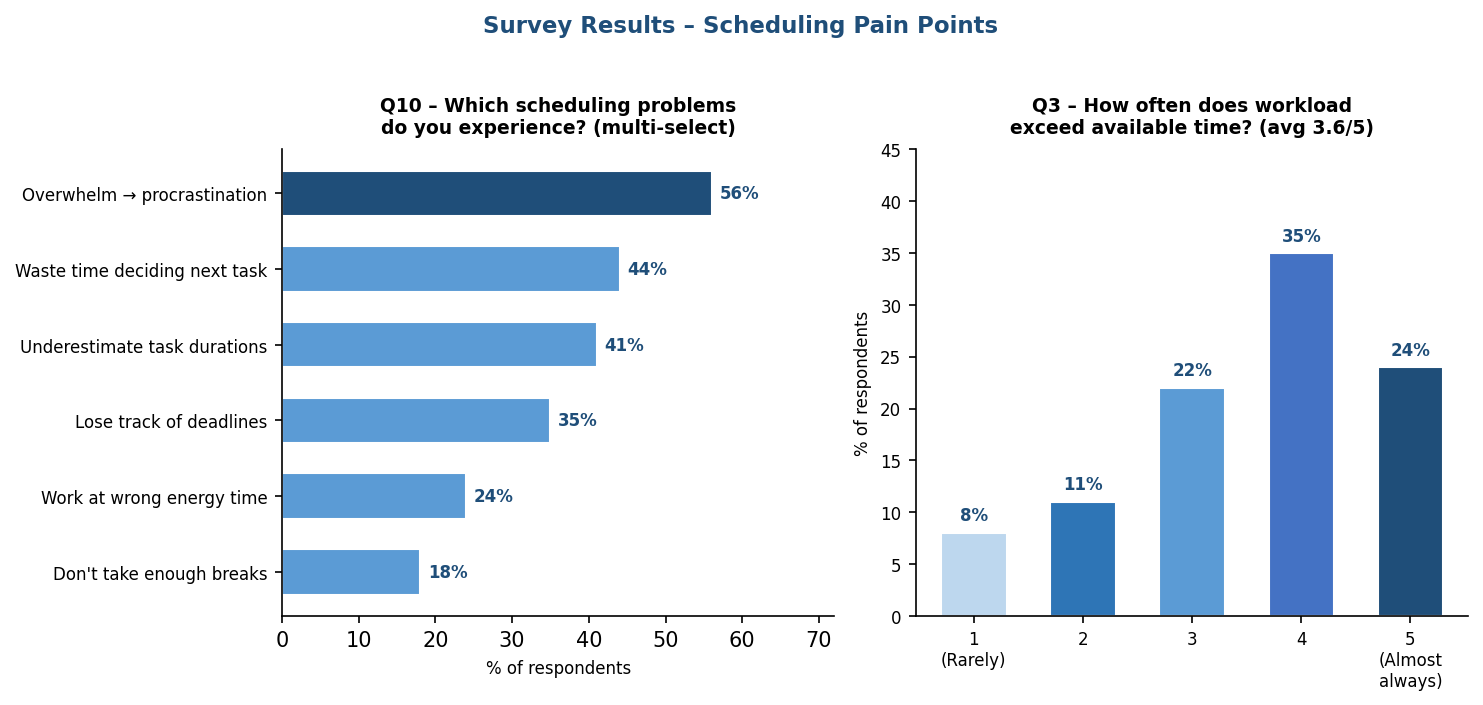 Survey Results – Scheduling Pain Points
Q10 – Which scheduling problems
do you experience? (multi-select)
Overwhelm → procrastination
56%
Waste time deciding next task
44%
Underestimate task durations
41%
Lose track of deadlines
35%
Work at wrong energy time
24%
Don't take enough breaks
18%
0 10 20 30 40 50 60 70
% of respondents
Q3 – How often does workload
exceed available time? (avg 3.6/5)
% of respondents
45
40
35
30
25
20
15
10
5
0
8%
11%
22%
35%
24%
1
(Rarely)
2
3
4
5
(Almost
always)